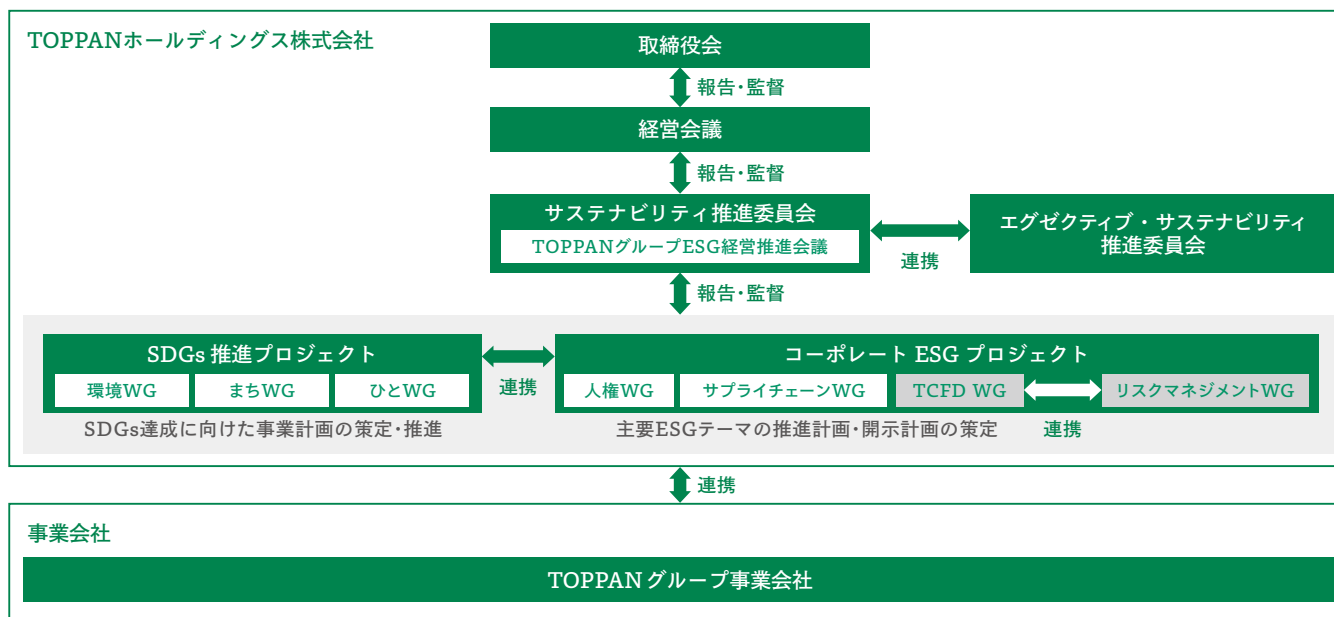 TOPPANホールディングス株式会社
取締役会
報告・監督
経営会議
報告・監督
サステナビリティ推進委員会
TOPPANグループESG経営推進会議
連携
エグゼクティブ・サステナビリティ
推進委員会
報告・監督
SDGs 推進プロジェクト
環境WG
まちWG
ひとWG
SDGs達成に向けた事業計画の策定・推進
連携
コーポレート ESG プロジェクト
人権WG
サプライチェーンWG
TCFD WG
リスクマネジメントWG
主要ESGテーマの推進計画・開示計画の策定
連携
連携
事業会社
TOPPAN グループ事業会社